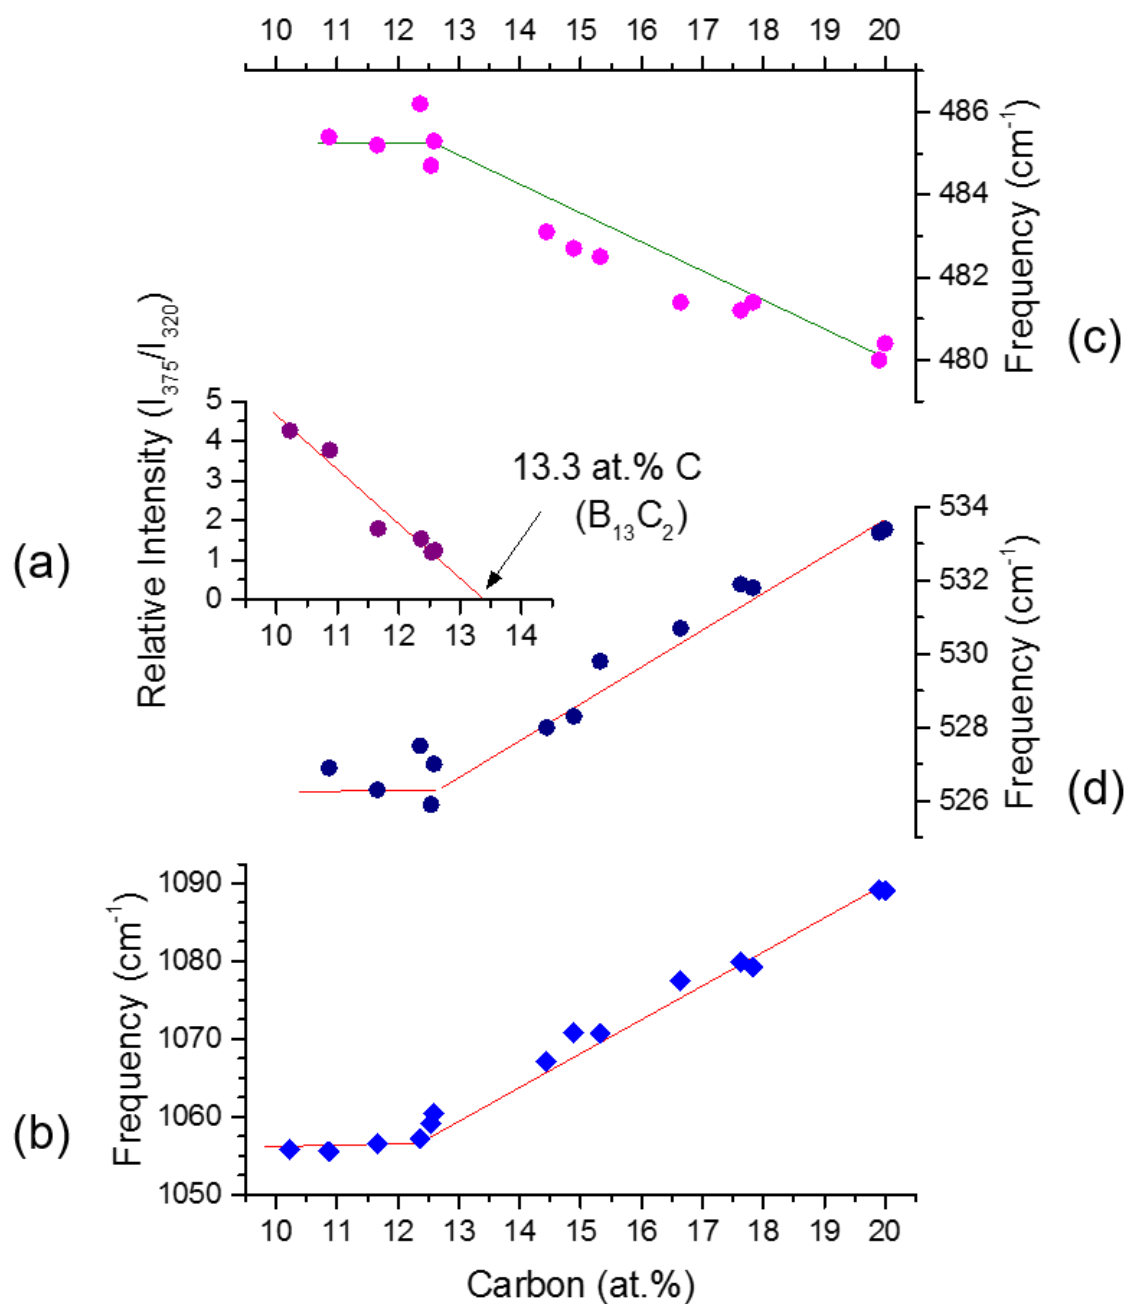 10 11 12 13 14 15 16 17 18 19 20
486
484
482
480
Frequency (cm⁻¹)
(c)
Relative Intensity (I₃₇₅/I₃₂₀)
5
4
3
2
1
0
10 11 12 13 14
13.3 at.% C
(B₁₃C₂)
(a)
534
532
530
528
526
Frequency (cm⁻¹)
(d)
1090
1080
1070
1060
1050
Frequency (cm⁻¹)
(b)
10 11 12 13 14 15 16 17 18 19 20
Carbon (at.%)